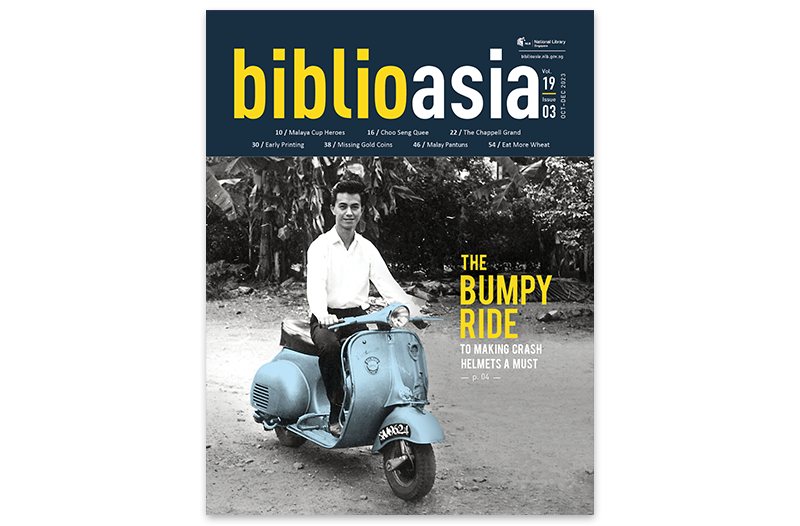 NLB National Library
Singapore
biblioasia.nlb.gov.sg
biblioasia
Vol.
19
Issue
03
OCT–DEC 2023
10 / Malaya Cup Heroes 16 / Choo Seng Quee 22 / The Chappell Grand
30 / Early Printing 38 / Missing Gold Coins 46 / Malay Pantuns 54 / Eat More Wheat
THE
BUMPY
RIDE
TO MAKING CRASH
HELMETS A MUST
— p. 04 —